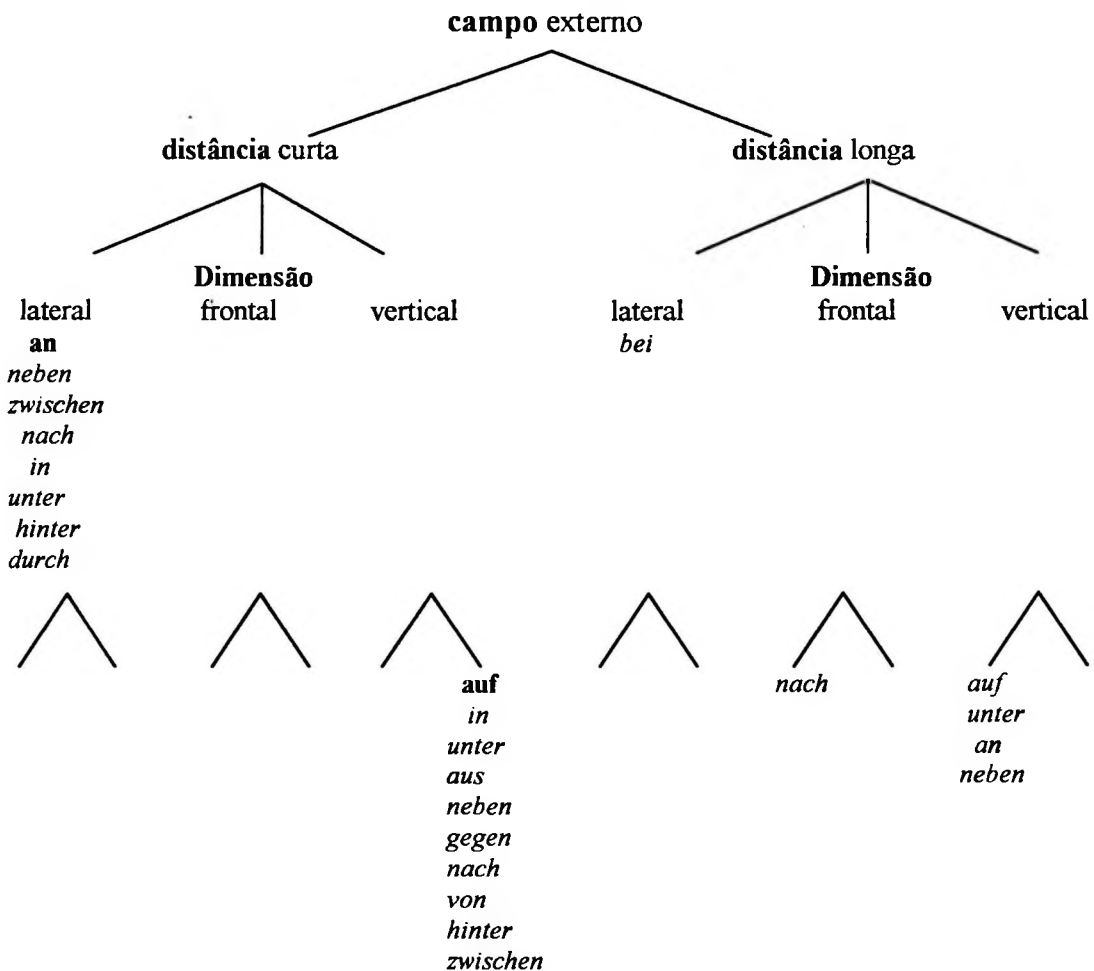 campo externo
distância curta
distância longa
Dimensão
Dimensão
lateral frontal vertical
lateral frontal vertical
an
neben
zwischen
nach
in
unter
hinter
durch
bei
auf
in
unter
aus
neben
gegen
nach
von
hinter
zwischen
nach
auf
unter
an
neben